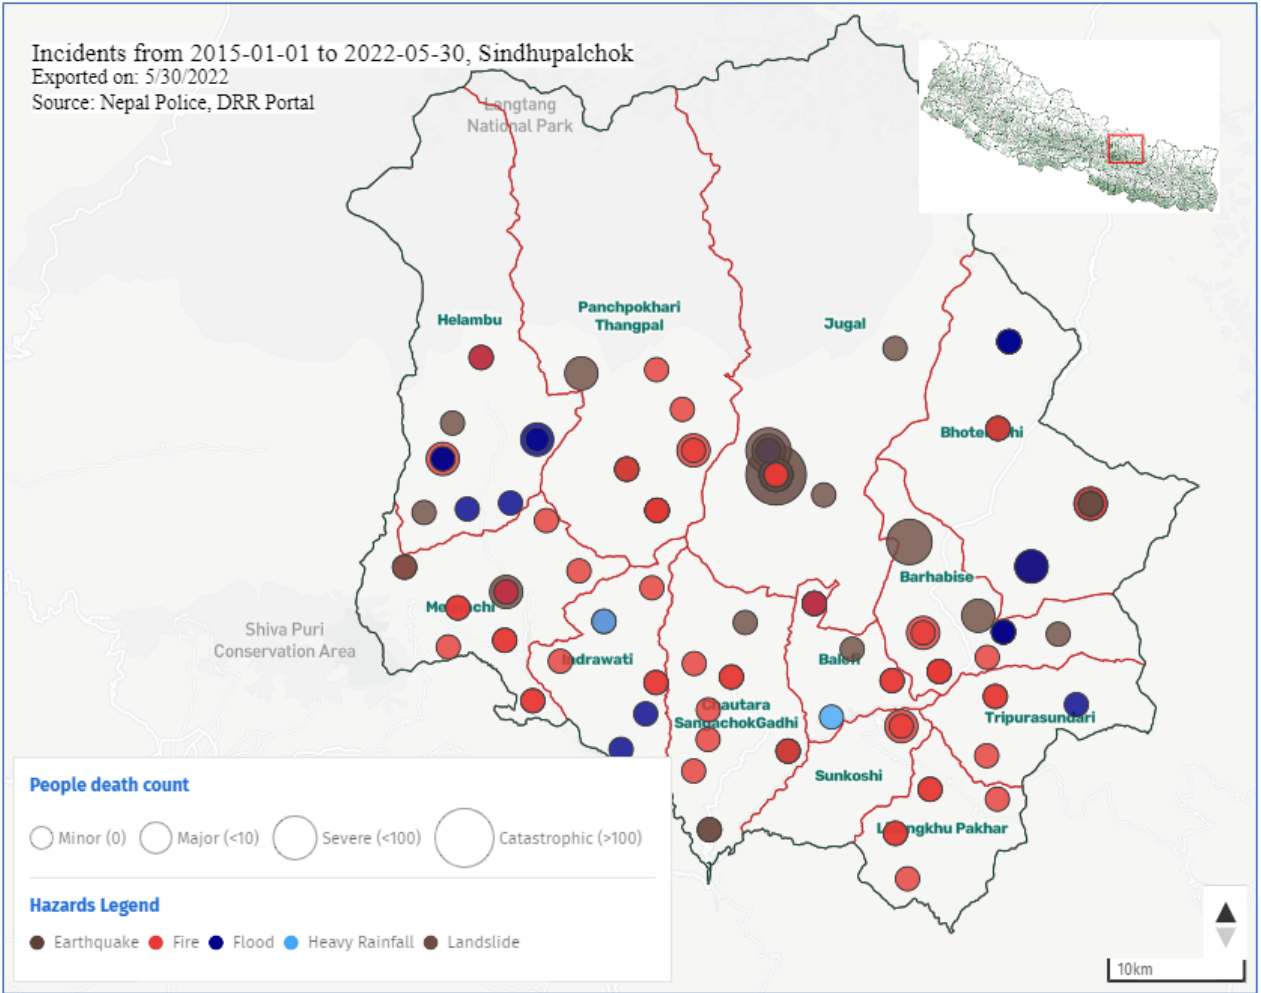 Incidents from 2015-01-01 to 2022-05-30, Sindhupalchok
Exported on: 5/30/2022
Source: Nepal Police, DRR Portal
Langtang
National Park
Helambu
Panchpokhari
Thangpal
Jugal
Barhabise
Shiva Puri
Conservation Area
Indrawati
Chautara
SangachokGadhi
Tripurasundari
Sunkoshi
Pakhar
People death count
Minor (0)
Major (<10)
Severe (<100)
Catastrophic (>100)
Hazards Legend
Earthquake
Fire
Flood
Heavy Rainfall
Landslide
10km